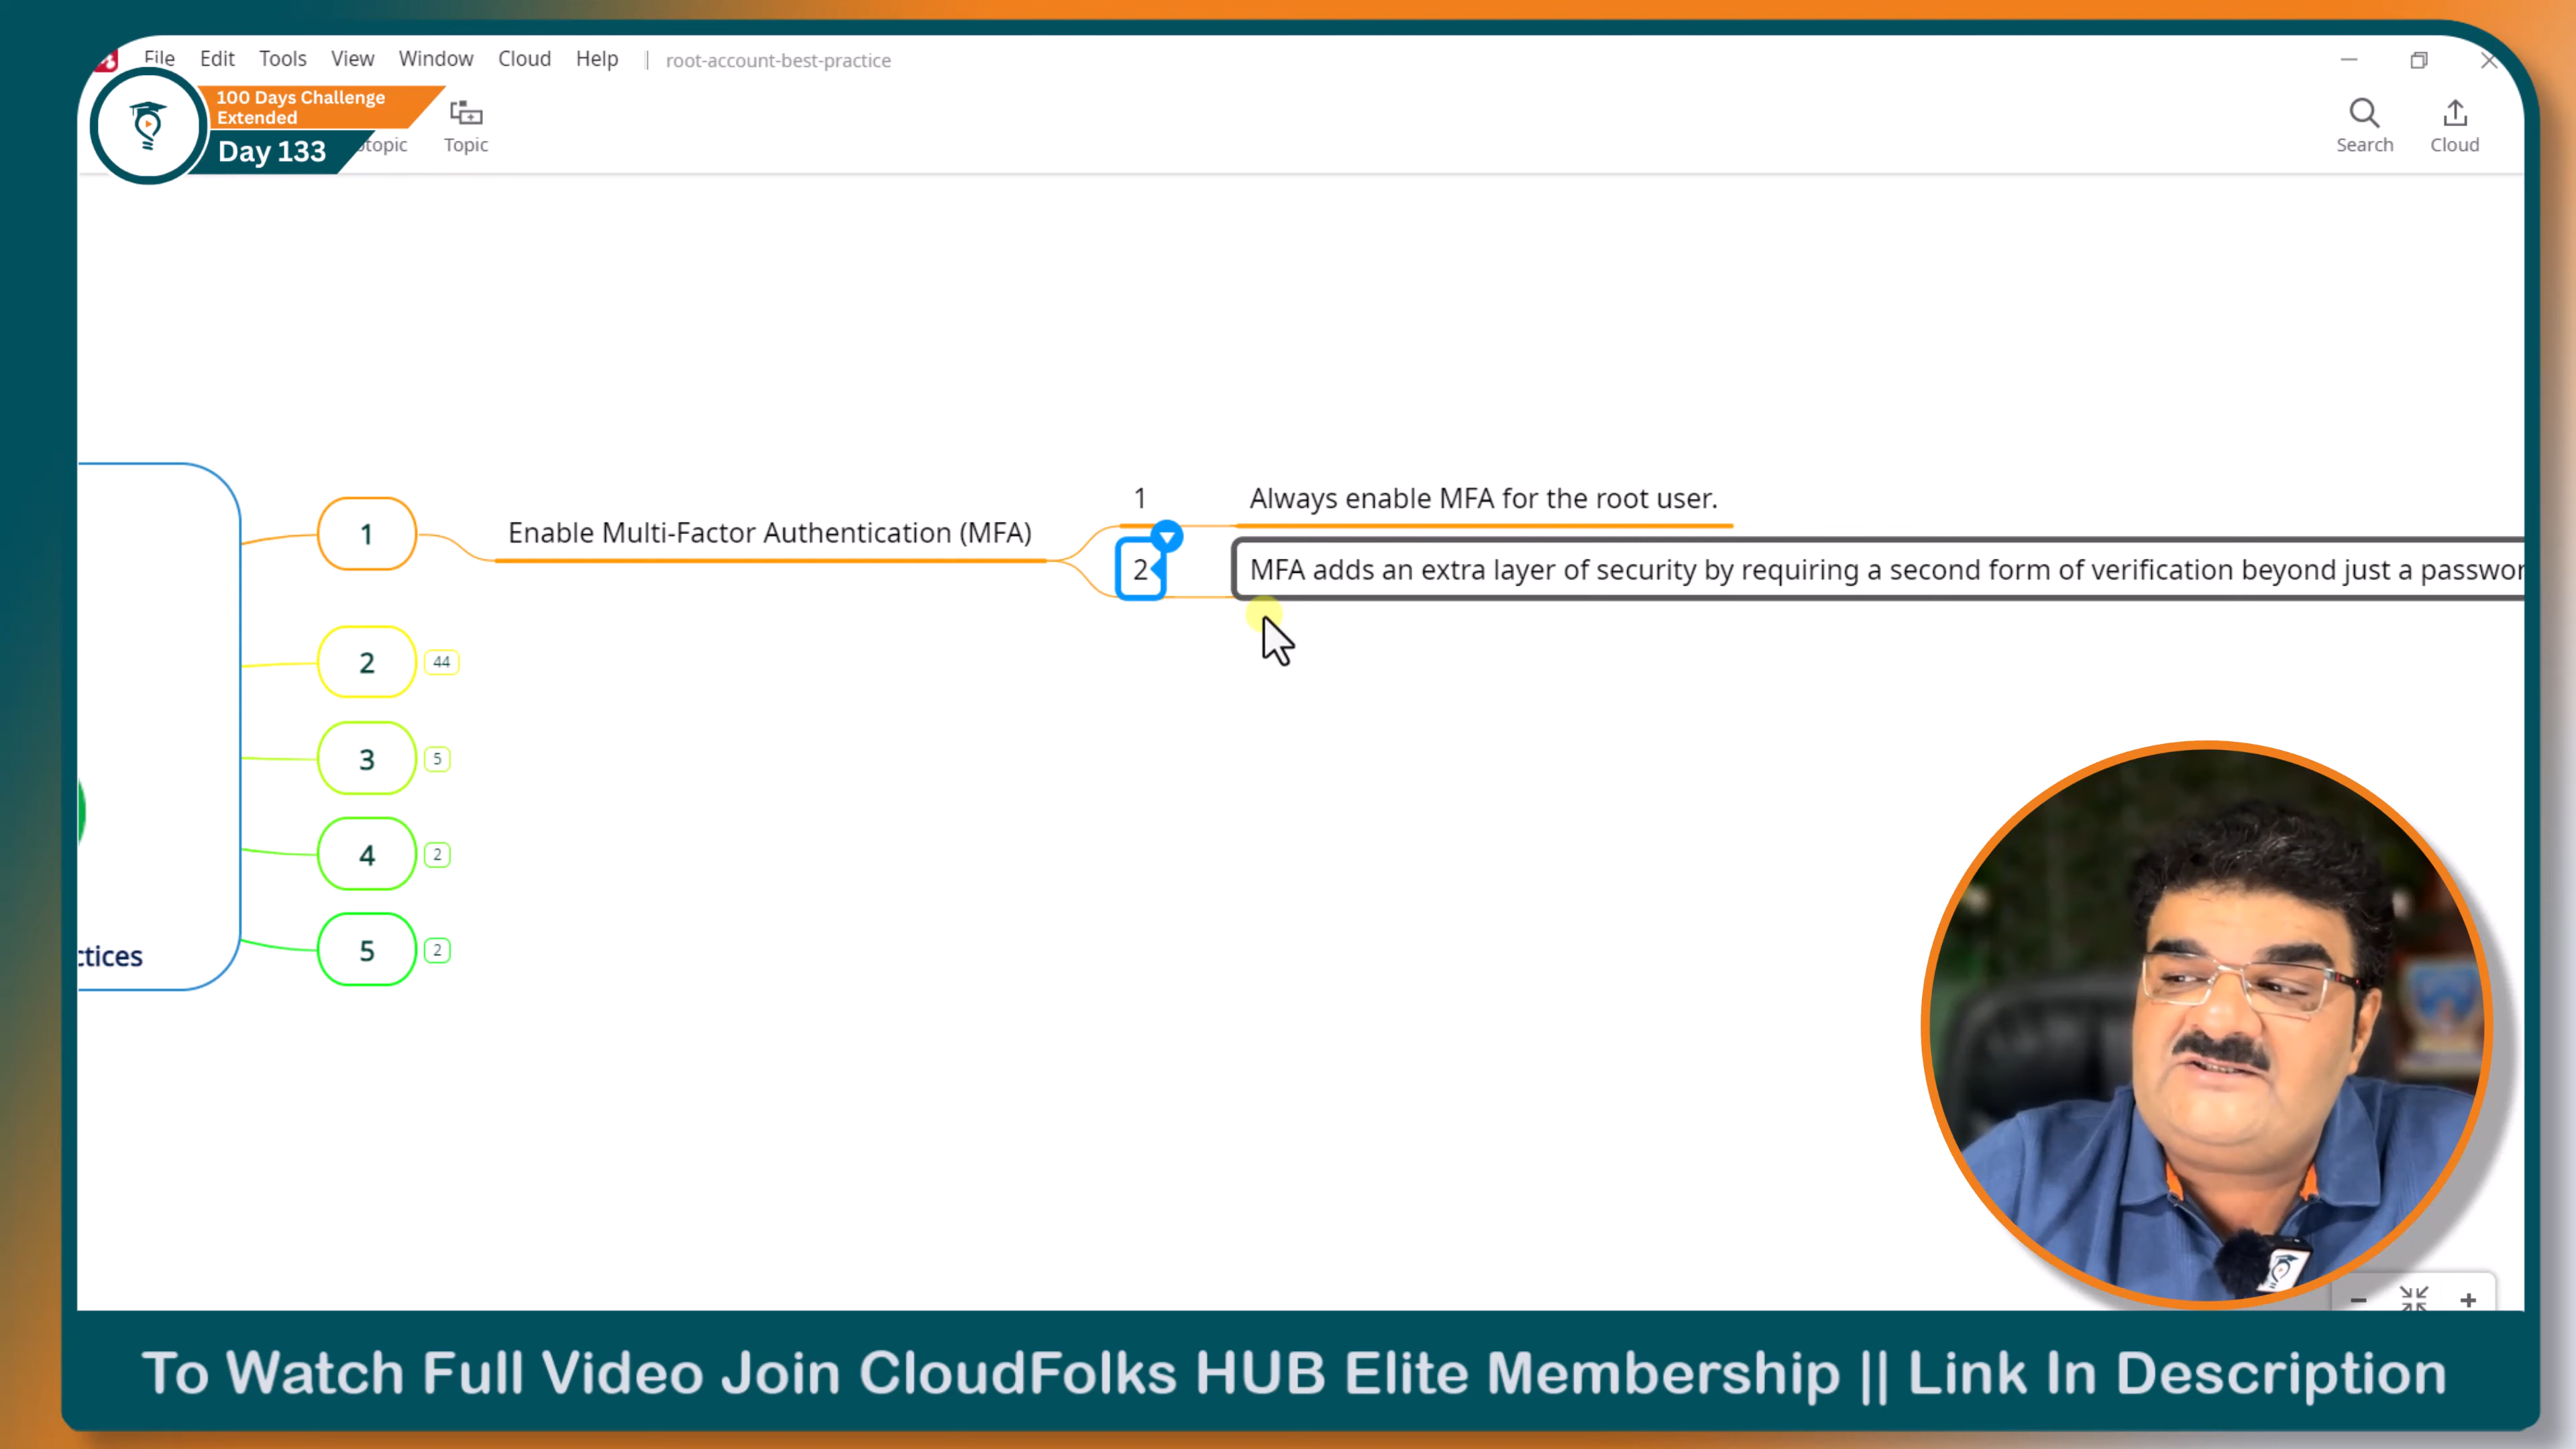 File Edit Tools View Window Cloud Help | root-account-best-practice
100 Days Challenge
Extended
Day 133
Topic
Search
Cloud
1
Enable Multi-Factor Authentication (MFA)
1
Always enable MFA for the root user.
2
MFA adds an extra layer of security by requiring a second form of verification beyond just a
2
44
3
5
4
2
5
2
To Watch Full Video Join CloudFolks HUB Elite Membership || Link In Description